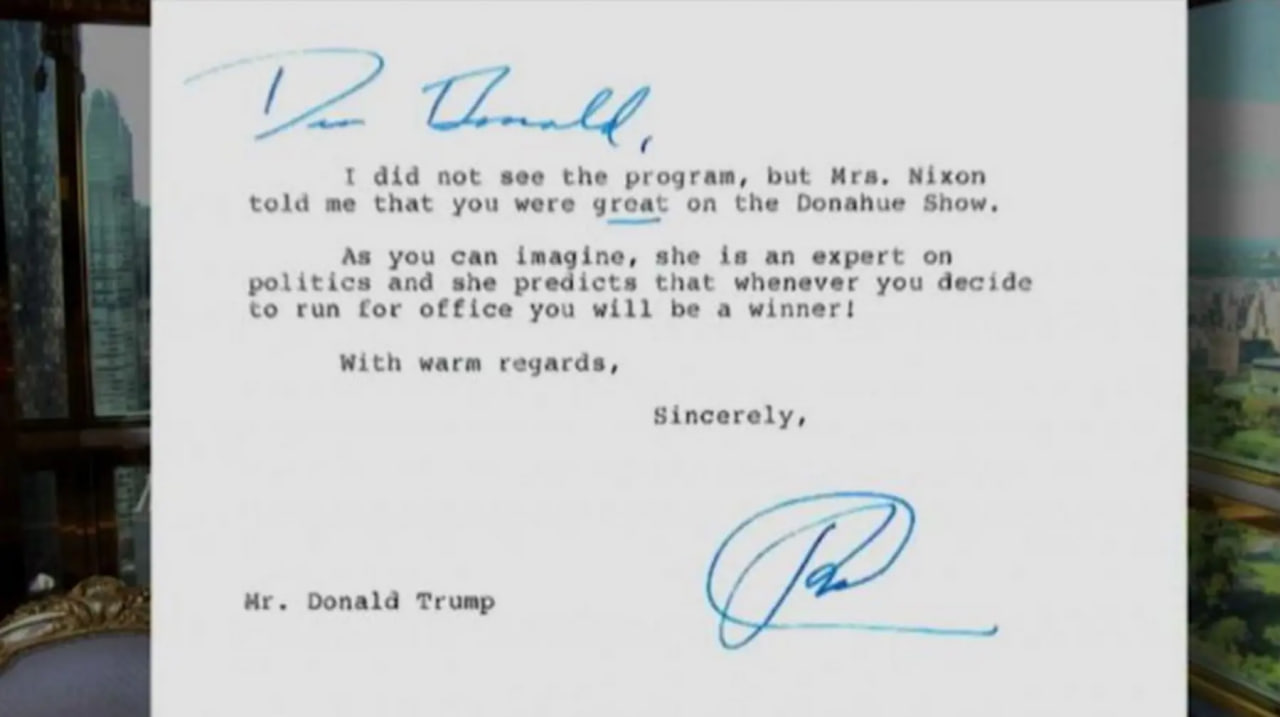 Dear Donald,
I did not see the program, but Mrs. Nixon
told me that you were great on the Donahue Show.
As you can imagine, she is an expert on
politics and she predicts that whenever you decide
to run for office you will be a winner!
With warm regards,
Sincerely,
Mr. Donald Trump